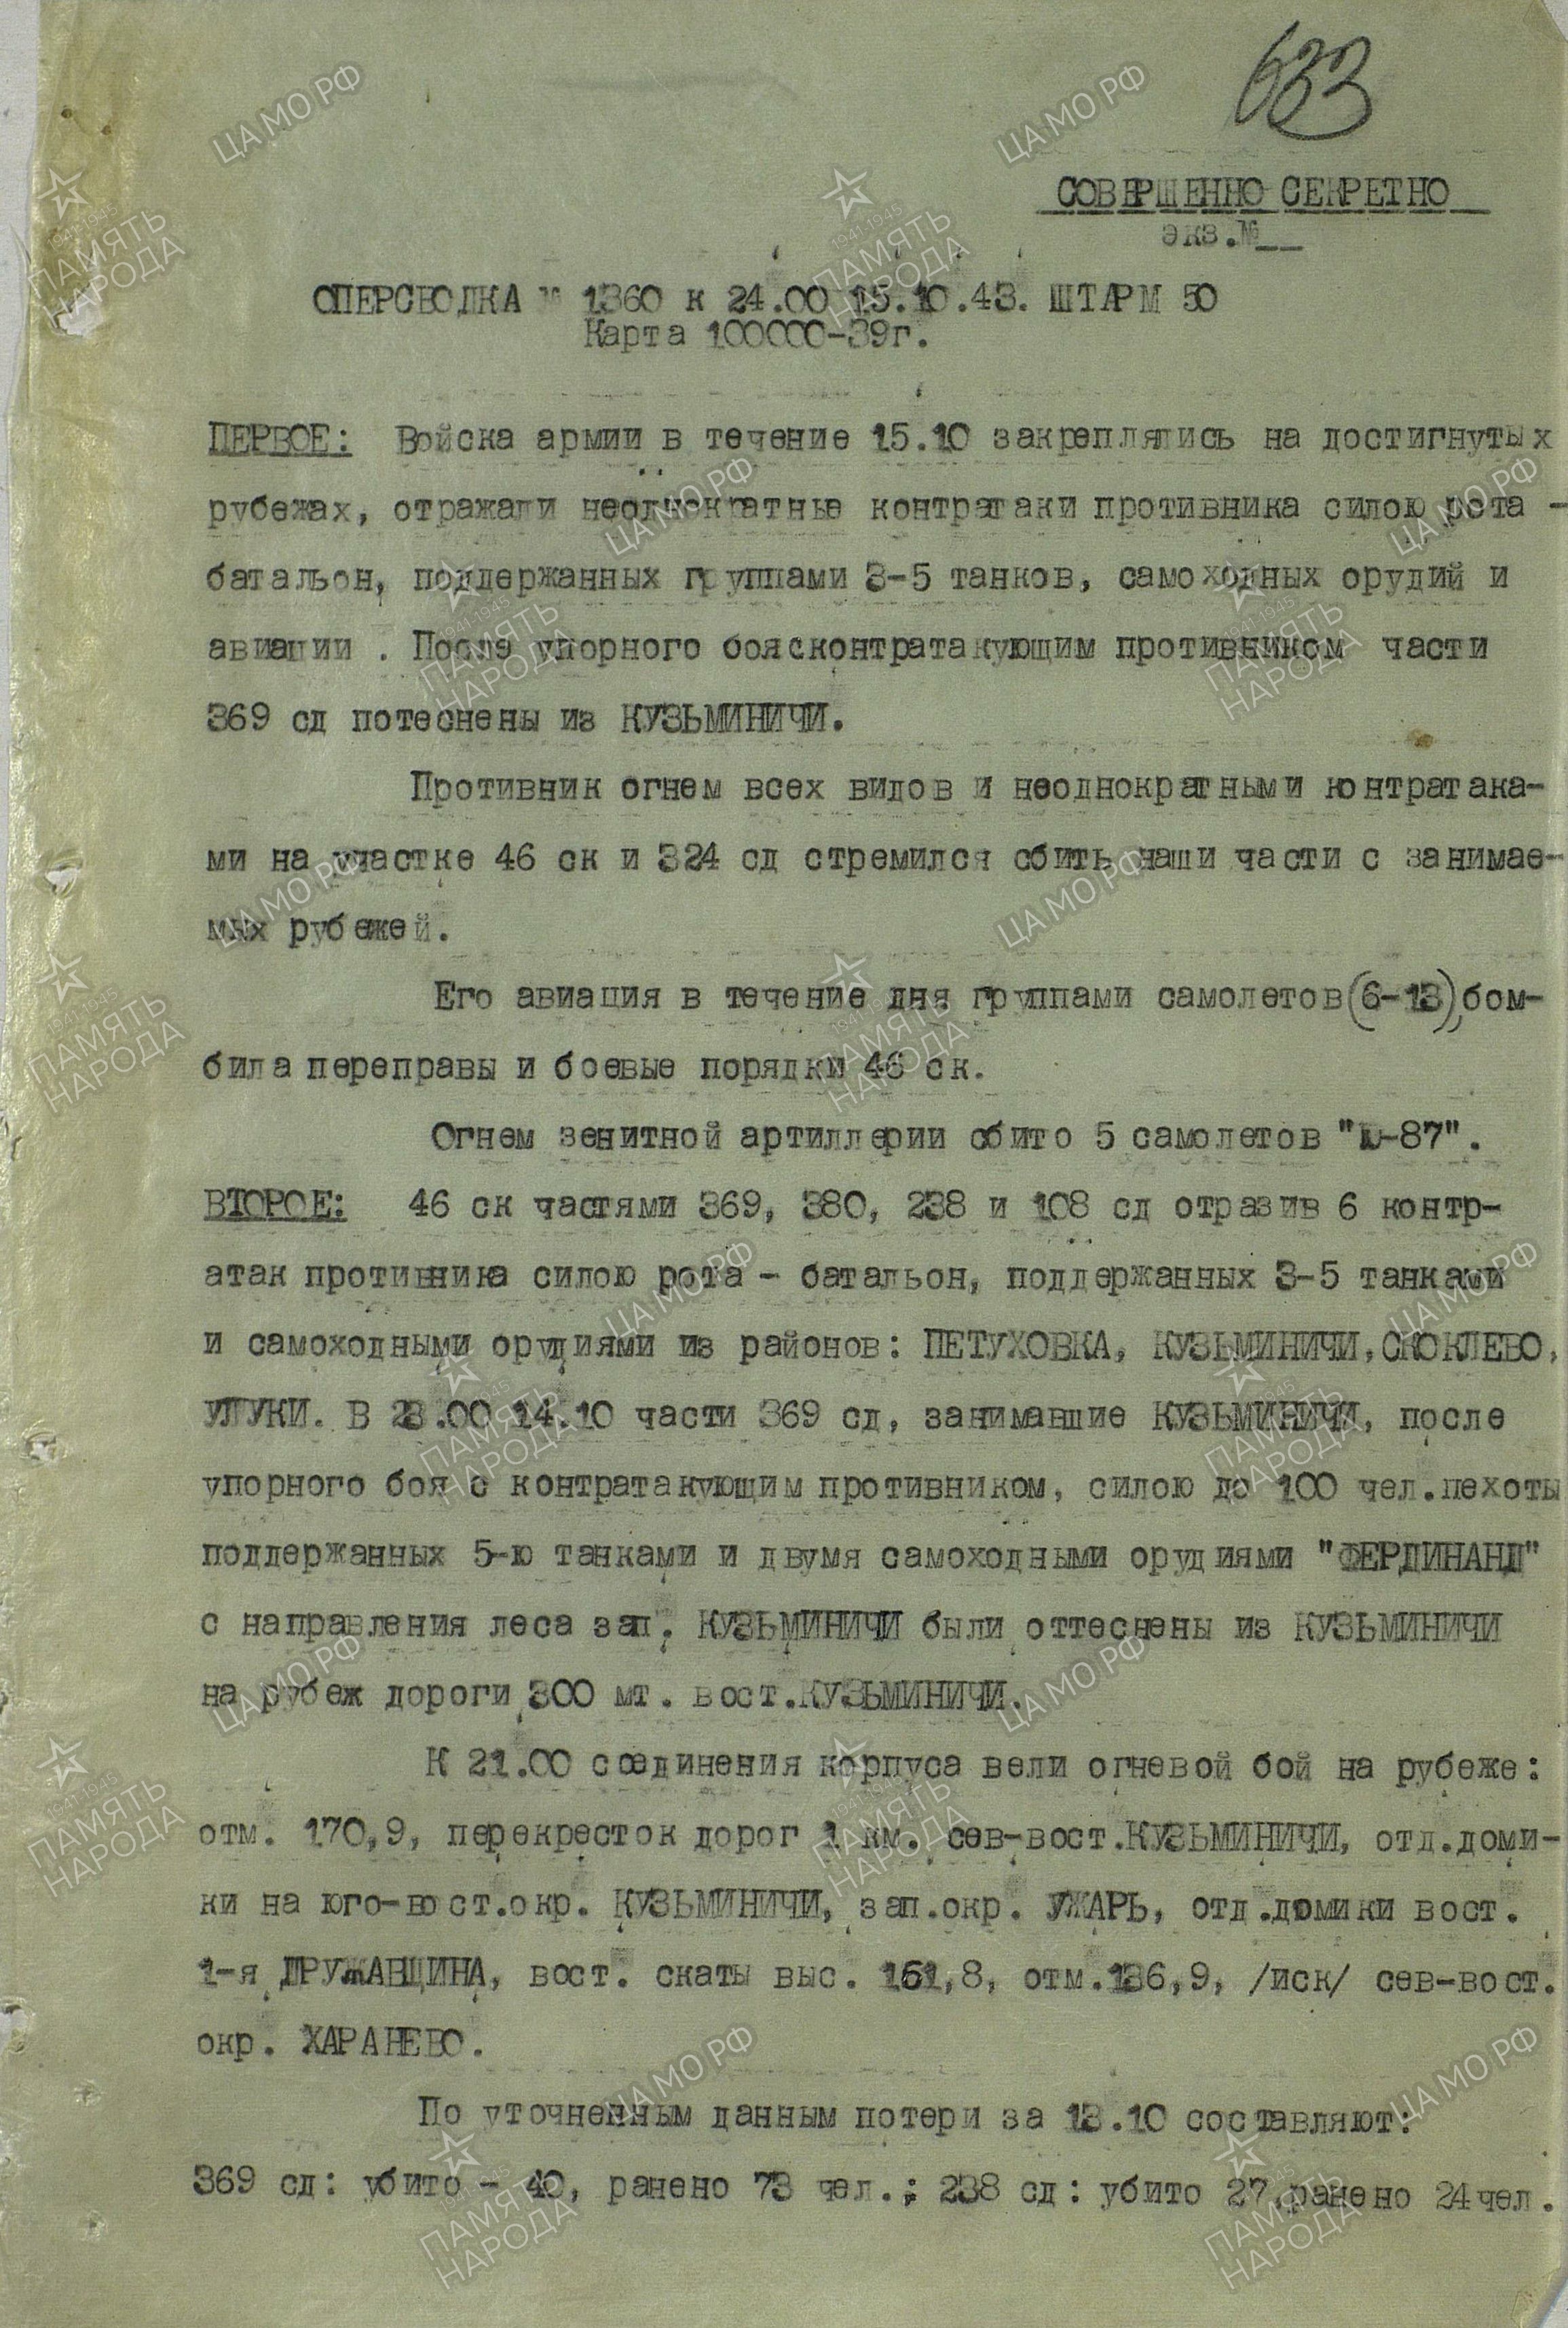 633
СОВЕРШЕННО СЕКРЕТНО
экз.№__
ОПЕРСВОДКА № 1360 к 24.00 15.10.43. ШТАРМ 50
Карта 100000-39г.
ПЕРВОЕ: Войска армии в течение 15.10 закреплялись на достигнутых
рубежах, отражали неоднократные контратаки противника силою рота -
батальон, поддержанных группами 3-5 танков, самоходных орудий и
авиации . После упорного боясконтратакующим противником части
369 сд потеснены из КУЗЬМИНИЧИ.
Противник огнем всех видов и неоднократными контратака-
ми на участке 46 ск и 324 сд стремился сбить наши части с занимае-
мых рубежей.
Его авиация в течение дня группами самолетов(6-13),бом-
била переправы и боевые порядки 46 ск.
Огнем зенитной артиллерии сбито 5 самолетов "Ю-87".
ВТОРОЕ: 46 ск частями 369, 380, 238 и 108 сд отразив 6 контр-
атак противника силою рота - батальон, поддержанных 3-5 танками
и самоходными орудиями из районов: ПЕТУХОВКА, КУЗЬМИНИЧИ, СКОКЛЕВО,
УЛУКИ. В 23.00 14.10 части 369 сд, занимавшие КУЗЬМИНИЧИ, после
упорного боя с контратакующим противником, силою до 100 чел.пехоты
поддержанных 5-ю танками и двумя самоходными орудиями "ФЕРДИНАНД"
с направления леса зап. КУЗЬМИНИЧИ были оттеснены из КУЗЬМИНИЧИ
на рубеж дороги 300 мт. вост.КУЗЬМИНИЧИ.
К 21.00 соединения корпуса вели огневой бой на рубеже:
отм. 170,9, перекресток дорог 1 км. сев-вост.КУЗЬМИНИЧИ, отд.доми-
ки на юго-вост.окр. КУЗЬМИНИЧИ, зап.окр. УЖАРЬ, отд.домики вост.
1-я ДРУЖАВЩИНА, вост. скаты выс. 161,8, отм.136,9, /иск/ сев-вост.
окр. ХАРАНЕВО.
По уточненным данным потери за 13.10 составляют:
369 сд: убито - 40, ранено 73 чел.; 238 сд: убито 27,ранено 24чел.
ЦАМО РФ
1941-1945
ПАМЯТЬ
НАРОДА